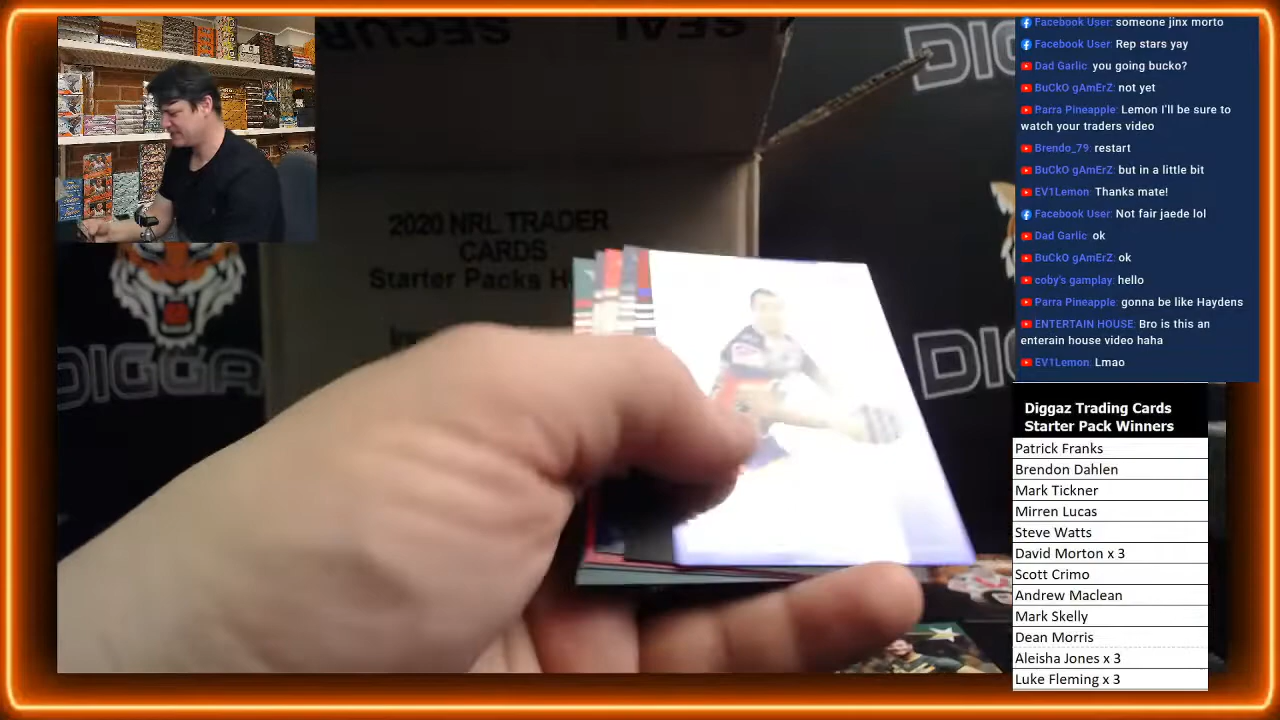 SEAL
SECRET
DIG
2020 NRL TRADER
CARDS
Starter Packs
DIGGA
DI
Facebook User: someone jinx morto
Facebook User: Rep stars yay
Dad Garlic: you going bucko?
BuCkO gAmErZ: not yet
Parra Pineapple: Lemon I'll be sure to
watch your traders video
Brendo_79: restart
BuCkO gAmErZ: but in a little bit
EV1Lemon: Thanks mate!
Facebook User: Not fair jaede lol
Dad Garlic: ok
BuCkO gAmErZ: ok
coby's gamplay: hello
Parra Pineapple: gonna be like Haydens
ENTERTAIN HOUSE: Bro is this an
enterain house video haha
EV1Lemon: Lmao
Diggaz Trading Cards
Starter Pack Winners
Patrick Franks
Brendon Dahlen
Mark Tickner
Mirren Lucas
Steve Watts
David Morton x 3
Scott Crimo
Andrew Maclean
Mark Skelly
Dean Morris
Aleisha Jones x 3
Luke Fleming x 3